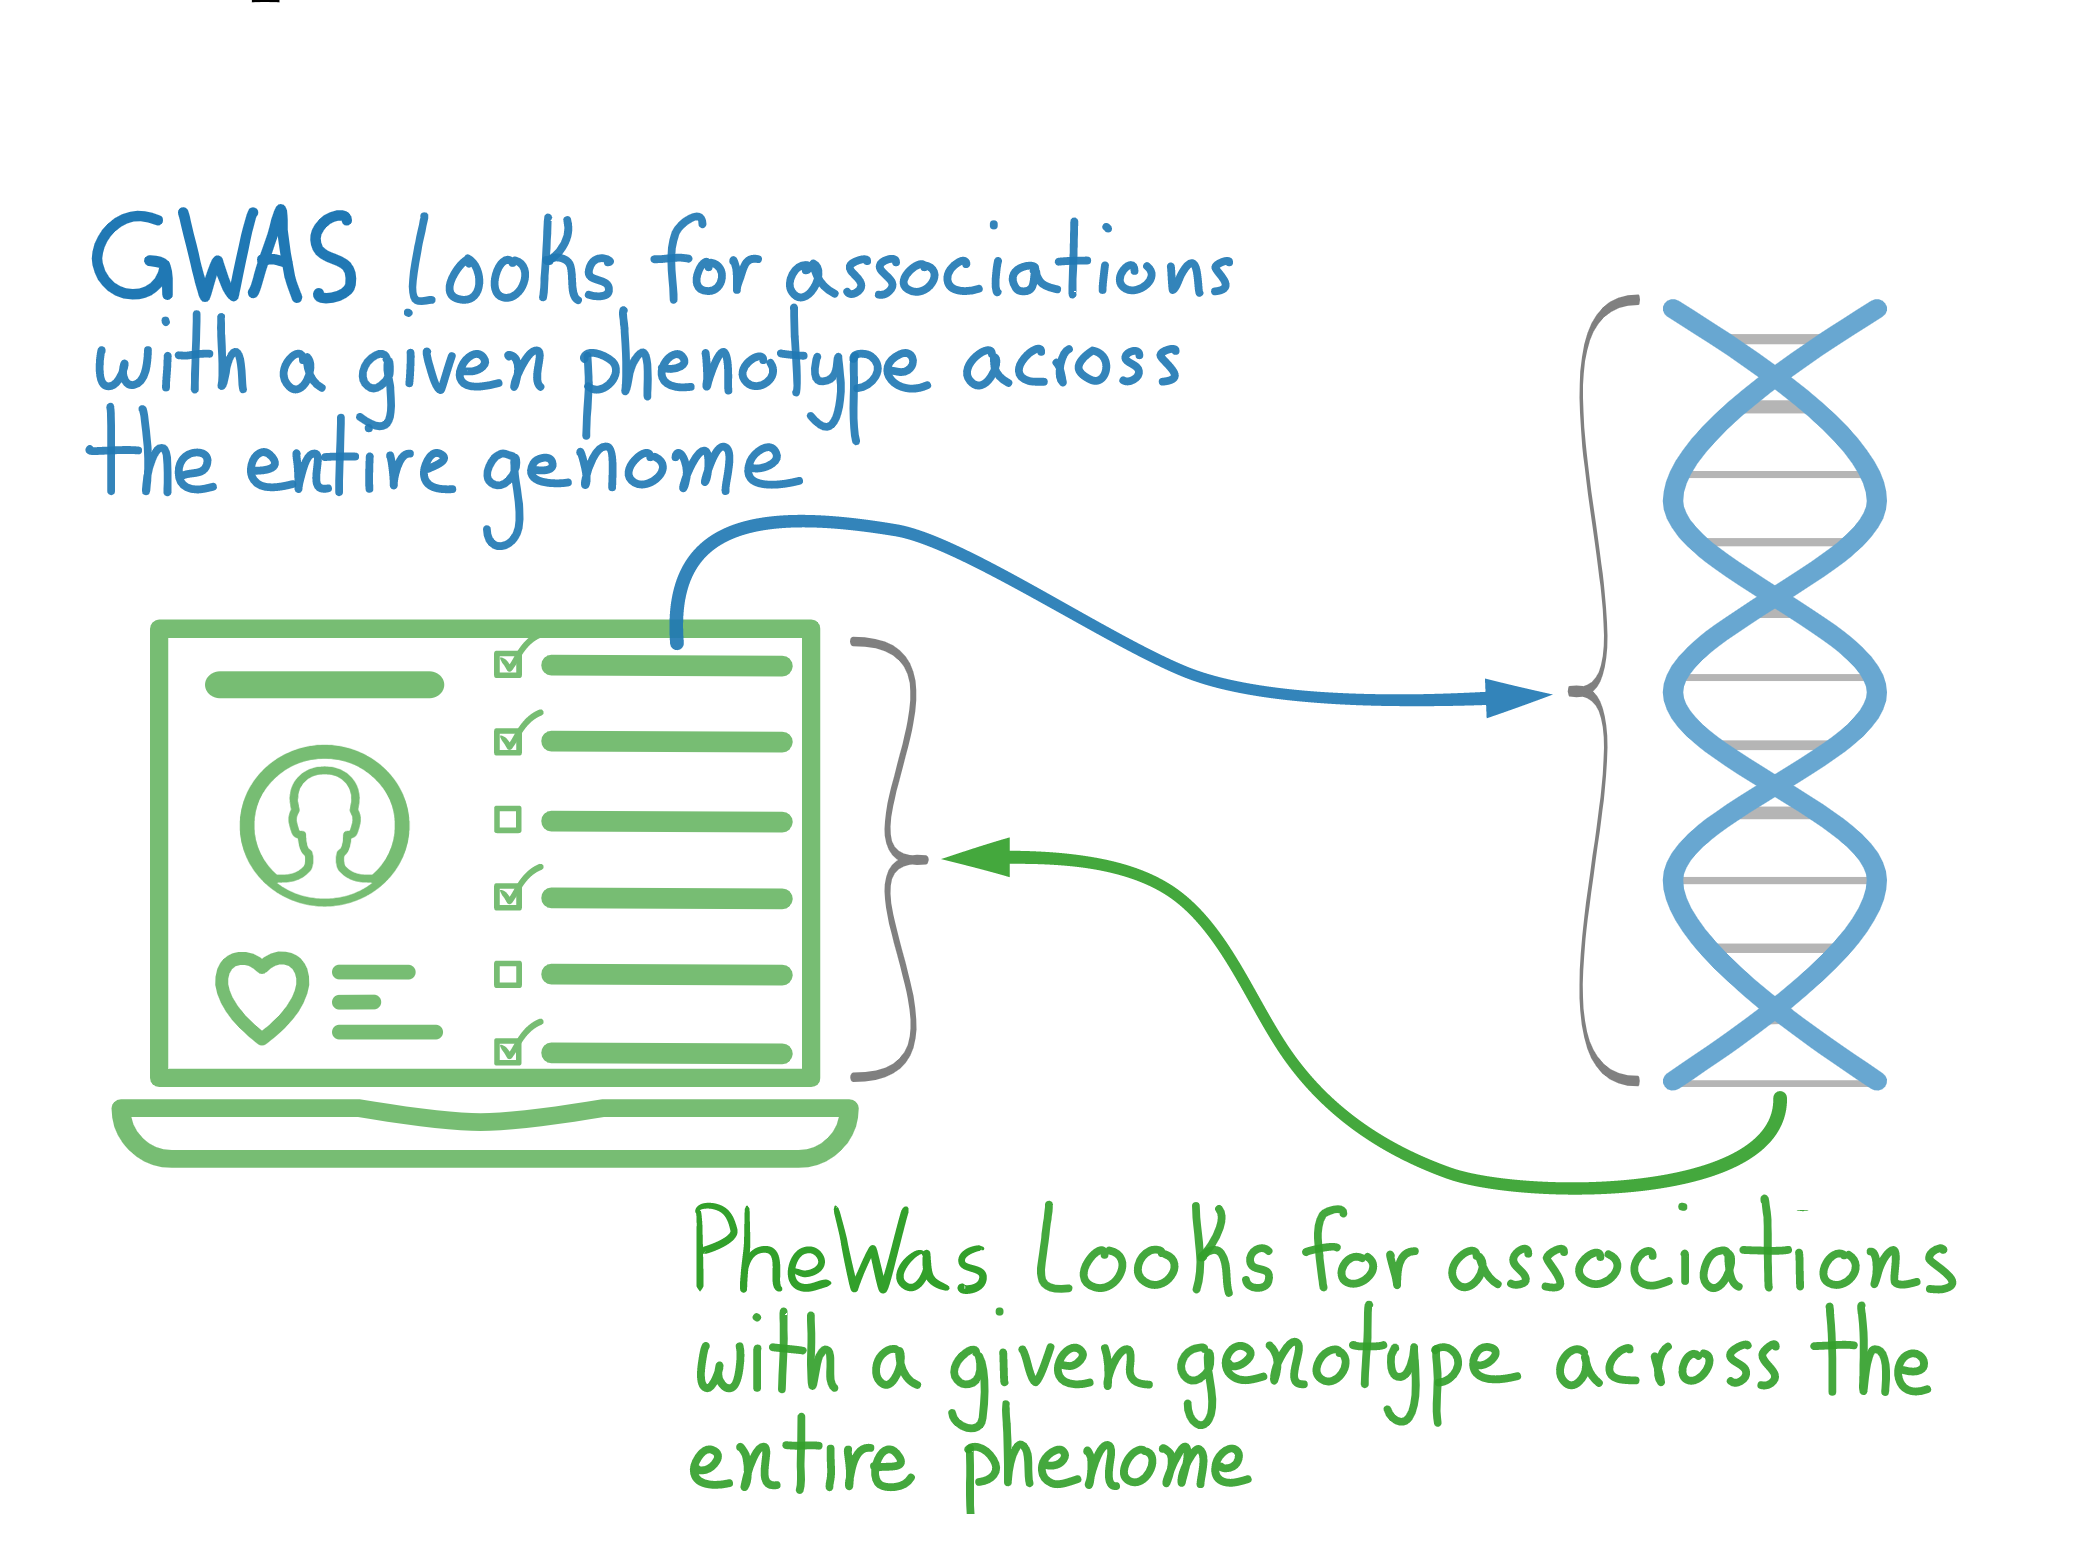 GWAS Looks for associations
with a given phenotype across
the entire genome
PheWas Looks for associations
with a given genotype across the
entire phenome